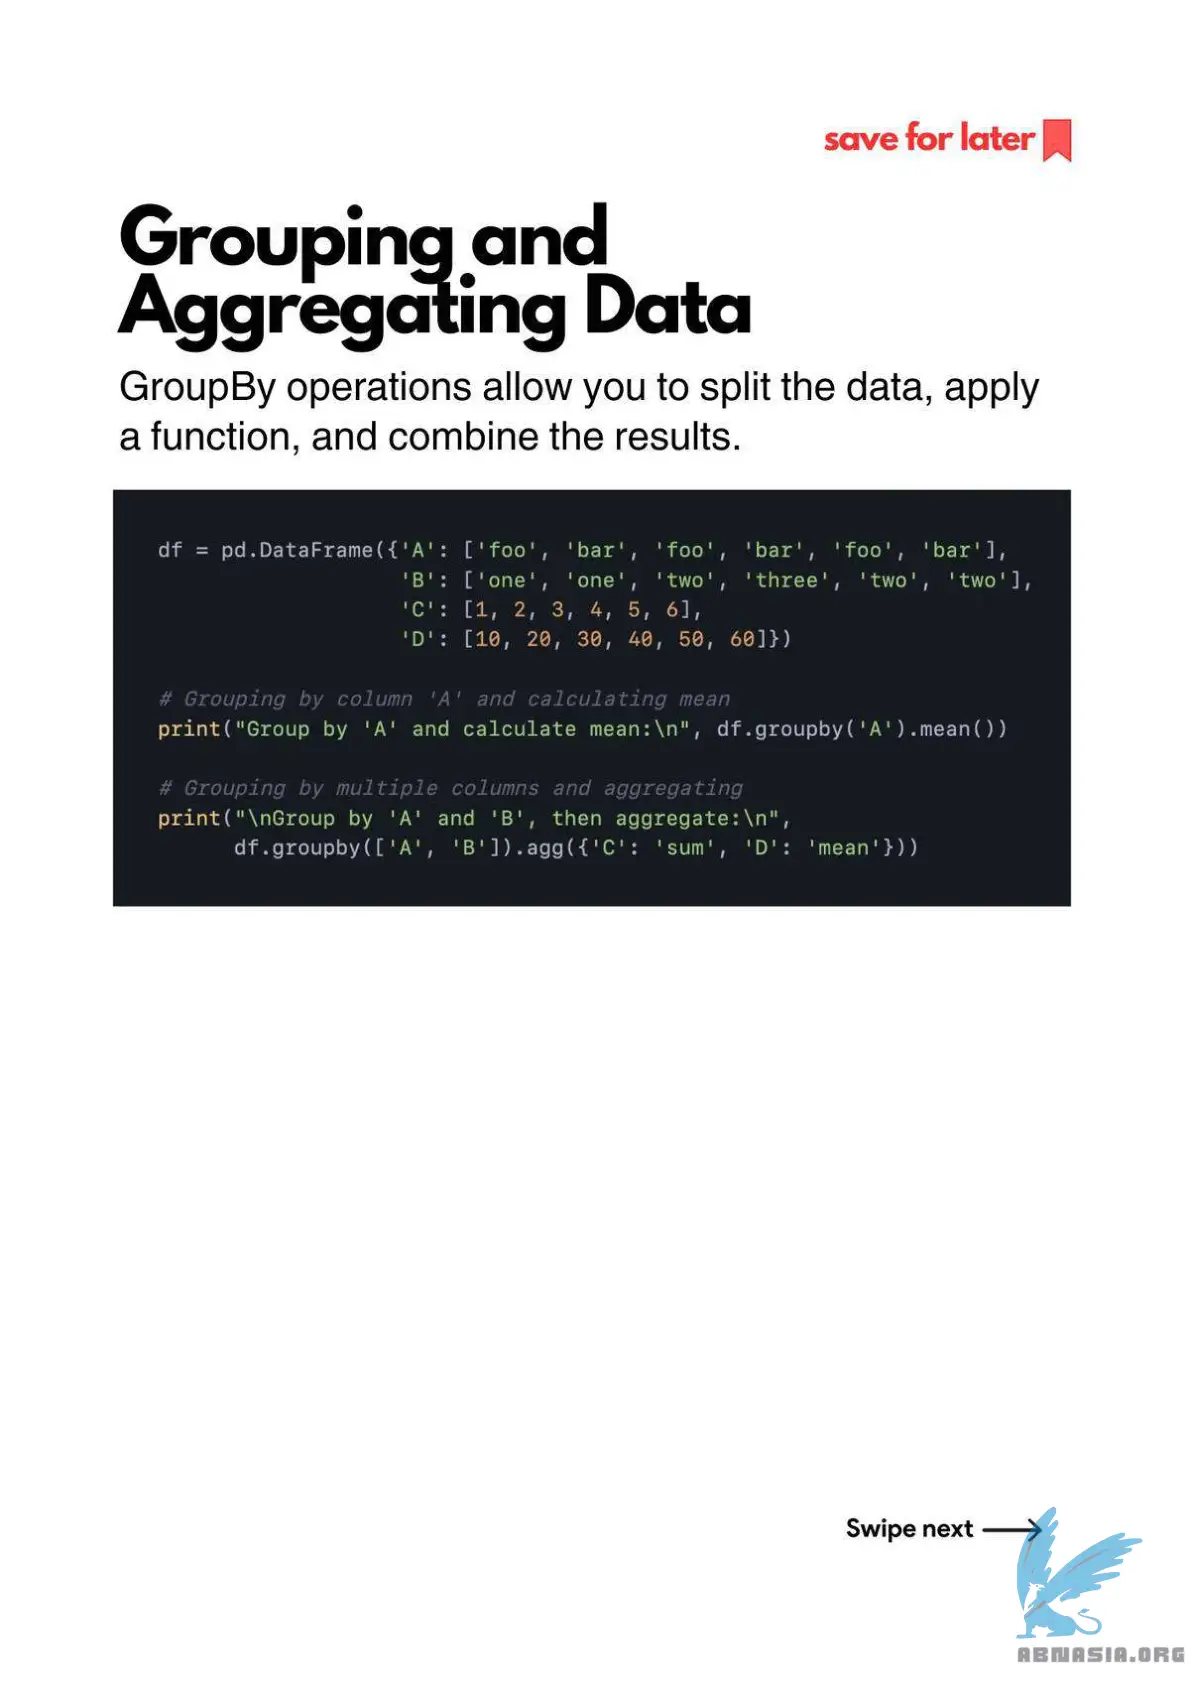 save for later
Grouping and
Aggregating Data
GroupBy operations allow you to split the data, apply
a function, and combine the results.
df = pd.DataFrame({'A': ['foo', 'bar', 'foo', 'bar', 'foo', 'bar'],
                   'B': ['one', 'one', 'two', 'three', 'two', 'two'],
                   'C': [1, 2, 3, 4, 5, 6],
                   'D': [10, 20, 30, 40, 50, 60]})
# Grouping by column 'A' and calculating mean
print("Group by 'A' and calculate mean:\n", df.groupby('A').mean())
# Grouping by multiple columns and aggregating
print("\nGroup by 'A' and 'B', then aggregate:\n",
      df.groupby(['A', 'B']).agg({'C': 'sum', 'D': 'mean'}))
Swipe next
ABNASIA.ORG